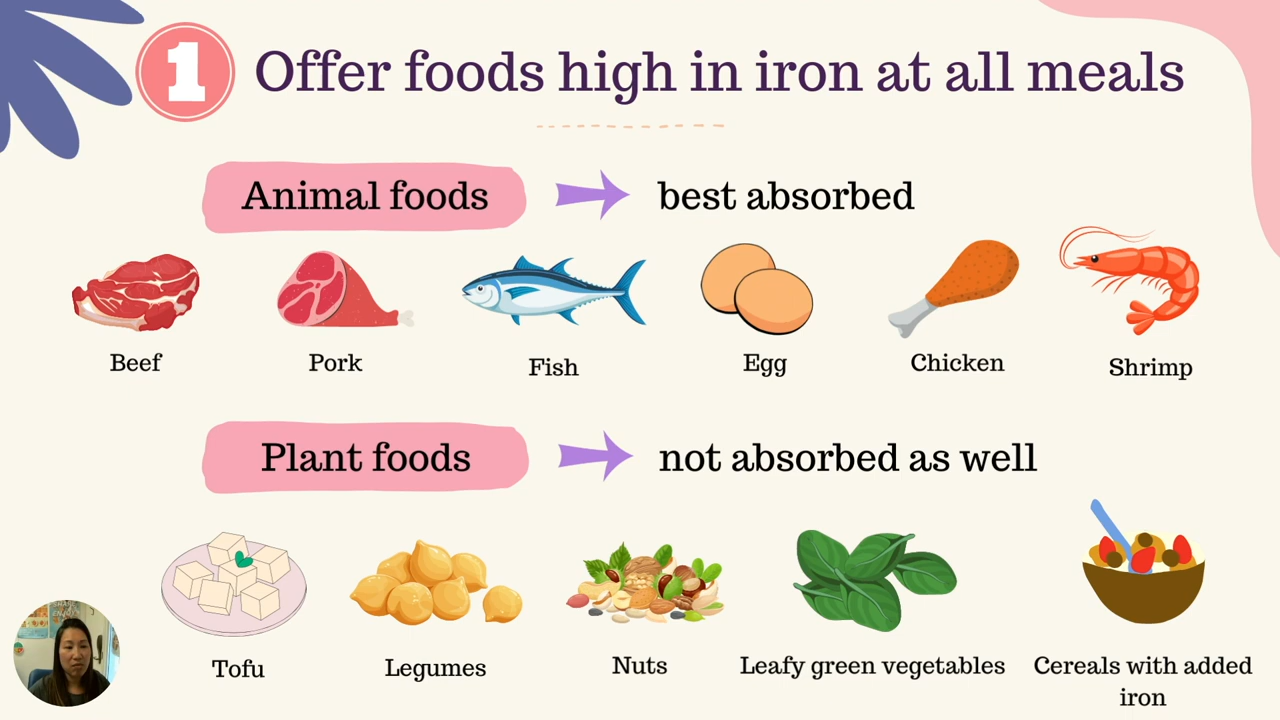 1 Offer foods high in iron at all meals
Animal foods best absorbed
Beef Pork Fish Egg Chicken Shrimp
Plant foods not absorbed as well
Tofu Legumes Nuts Leafy green vegetables Cereals with added
iron